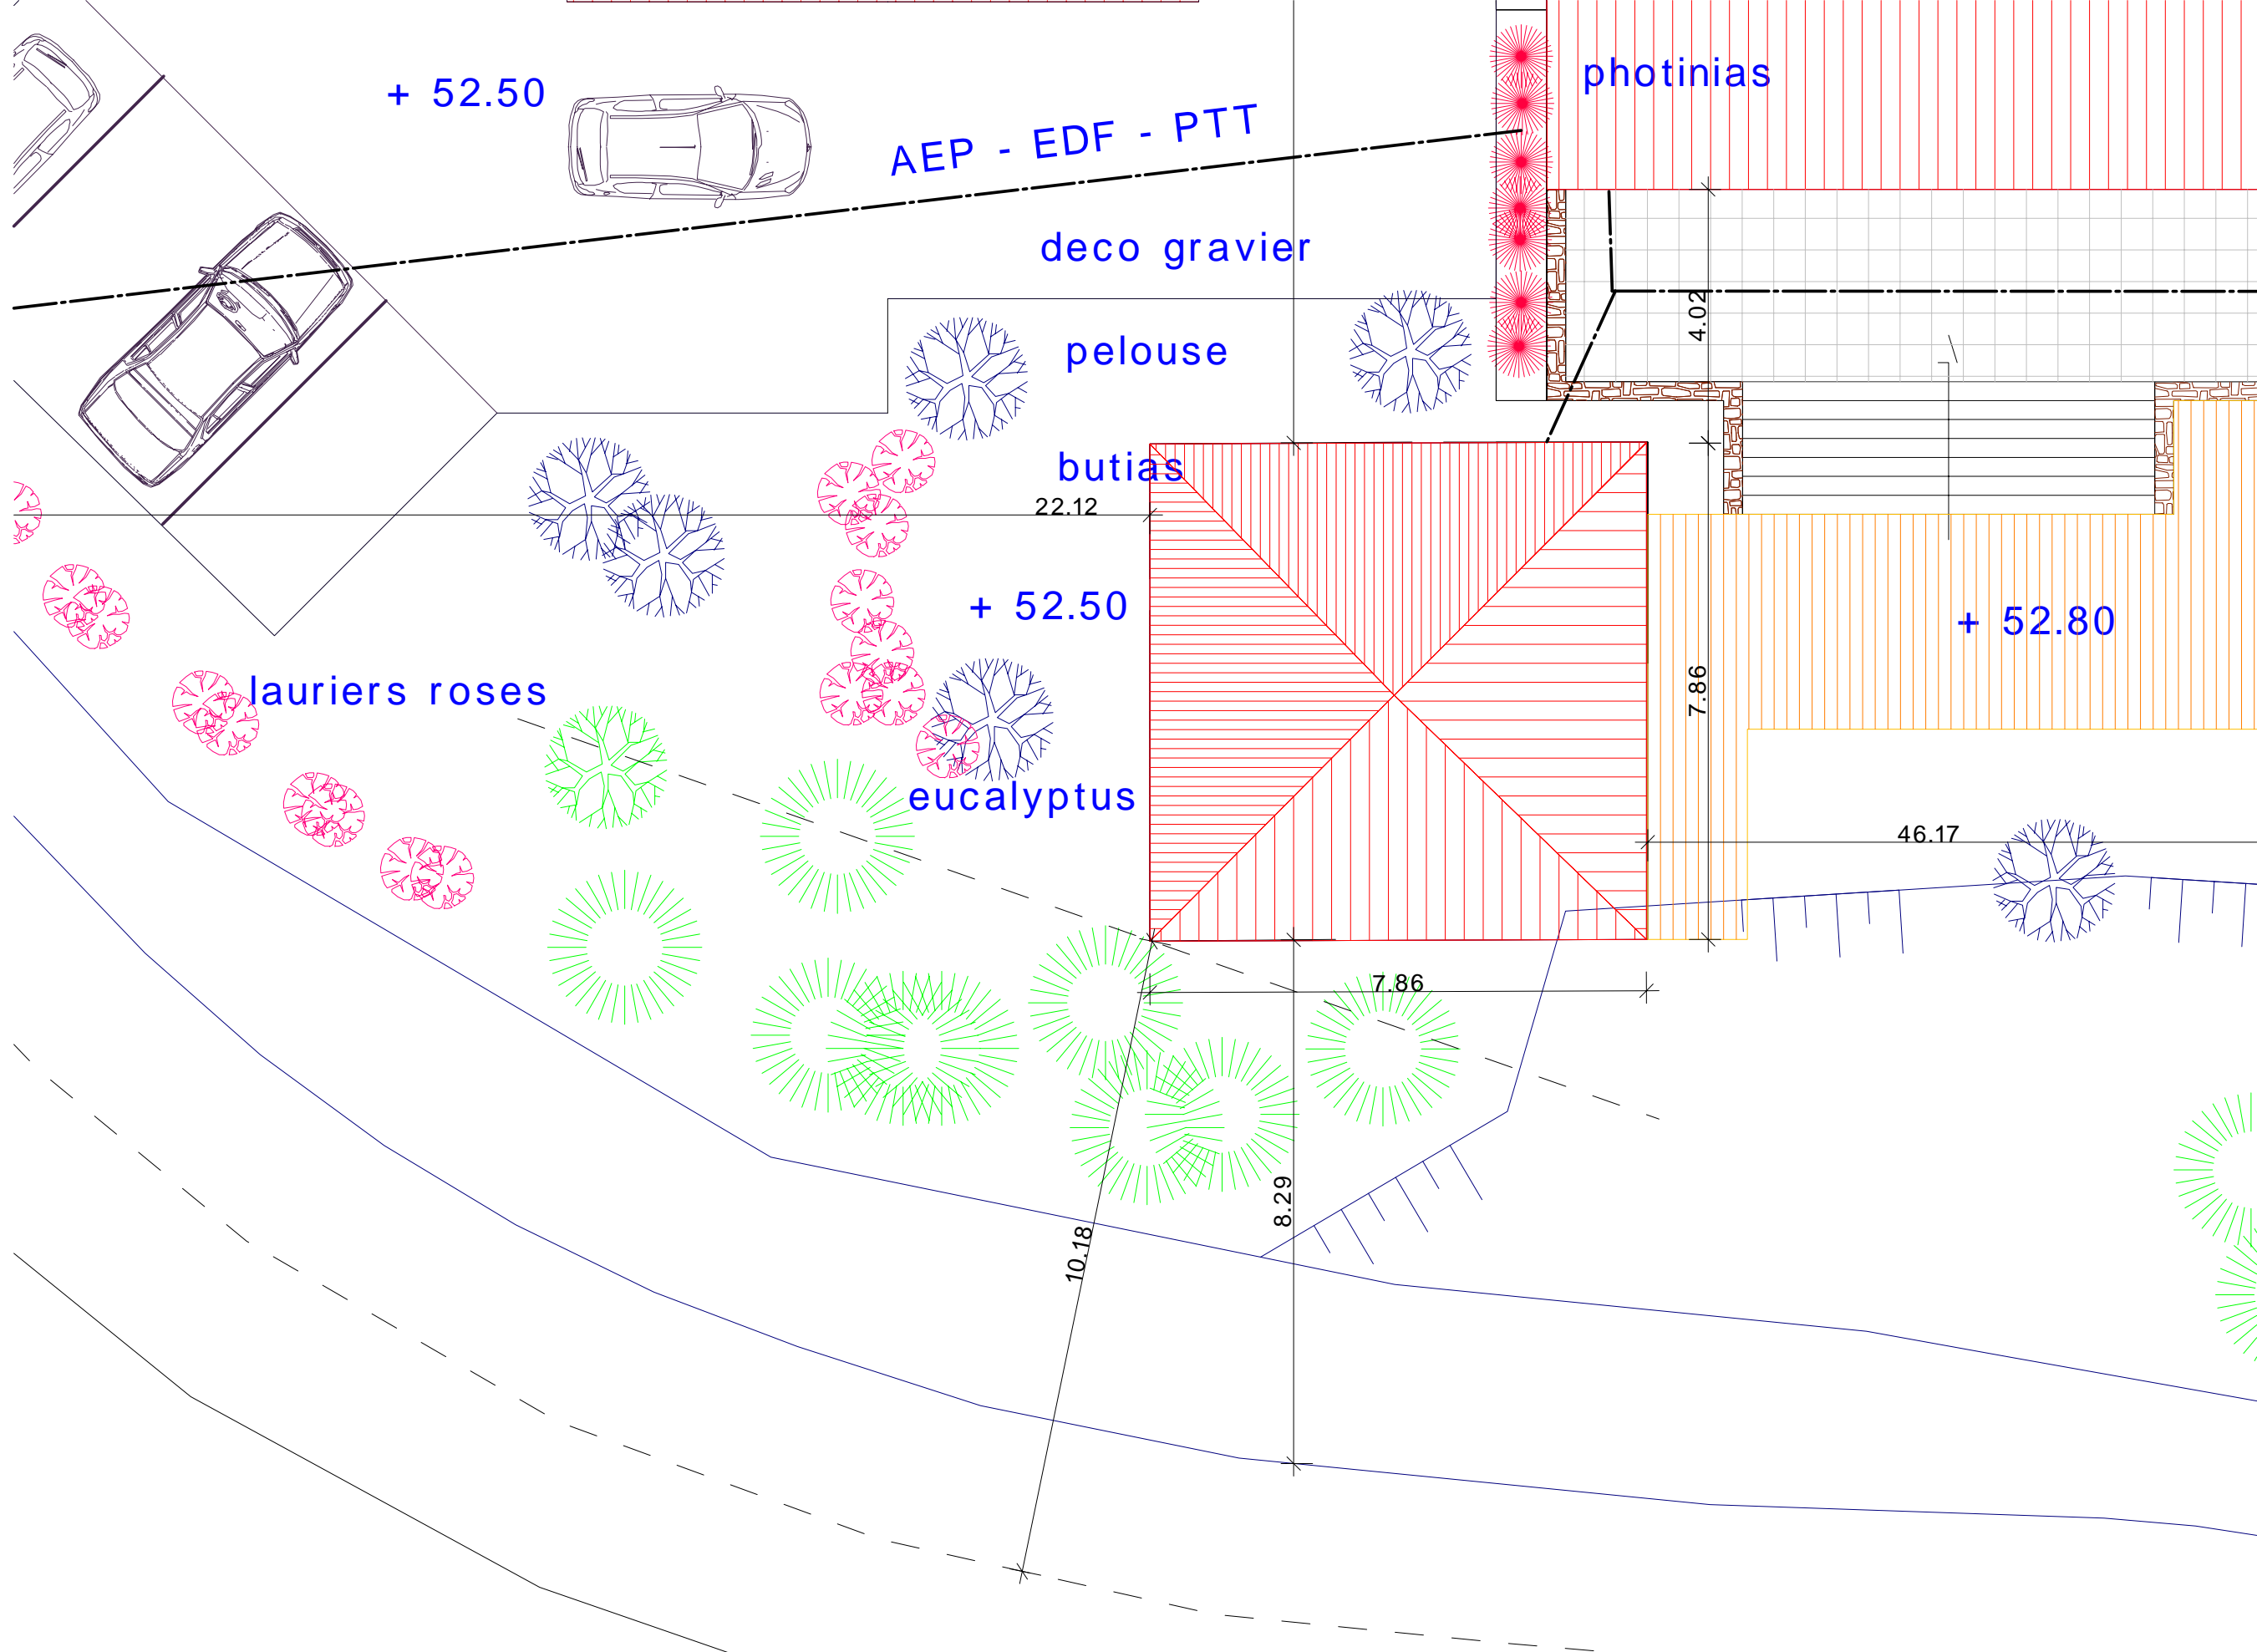 photinias
+ 52.50
AEP - EDF - PTT
deco gravier
4.02
pelouse
butias
22.12
+ 52.50
+ 52.80
lauriers roses
7.86
eucalyptus
46.17
7.86
8.29
10.18